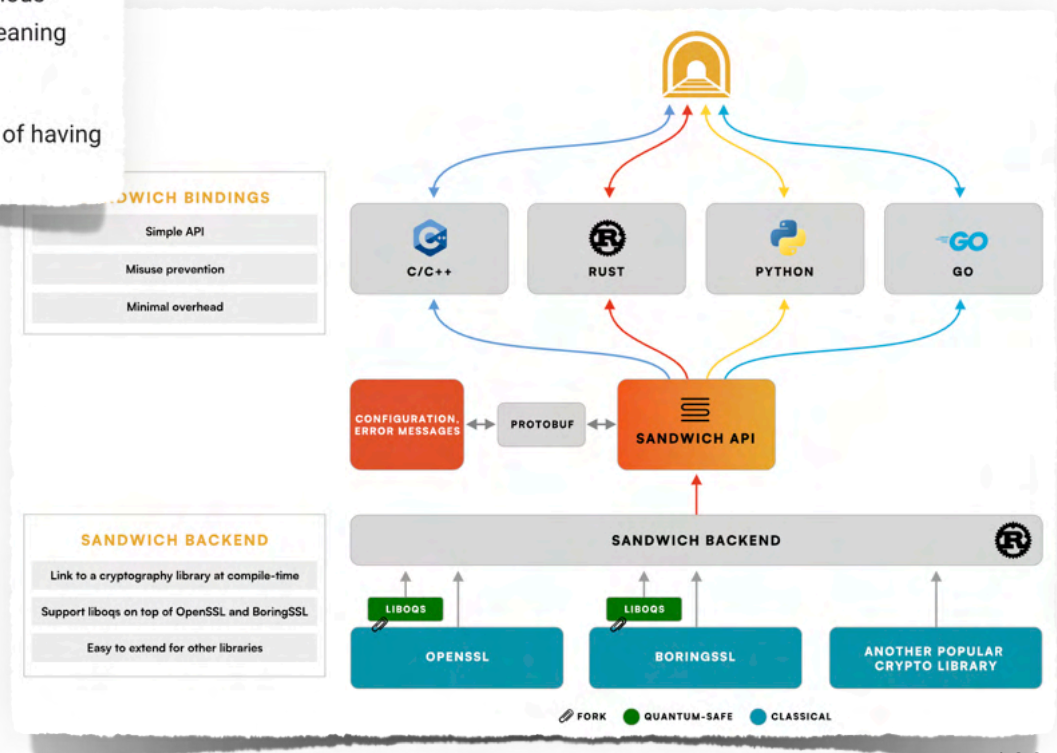 eaning
of having
WICH BINDINGS
Simple API
Misuse prevention
Minimal overhead
C/C++
RUST
PYTHON
GO
GO
CONFIGURATION,
ERROR MESSAGES
PROTOBUF
SANDWICH API
SANDWICH BACKEND
Link to a cryptography library at compile-time
Support liboqs on top of OpenSSL and BoringSSL
Easy to extend for other libraries
SANDWICH BACKEND
LIBOQS
LIBOQS
OPENSSL
BORINGSSL
ANOTHER POPULAR
CRYPTO LIBRARY
FORK
QUANTUM-SAFE
CLASSICAL